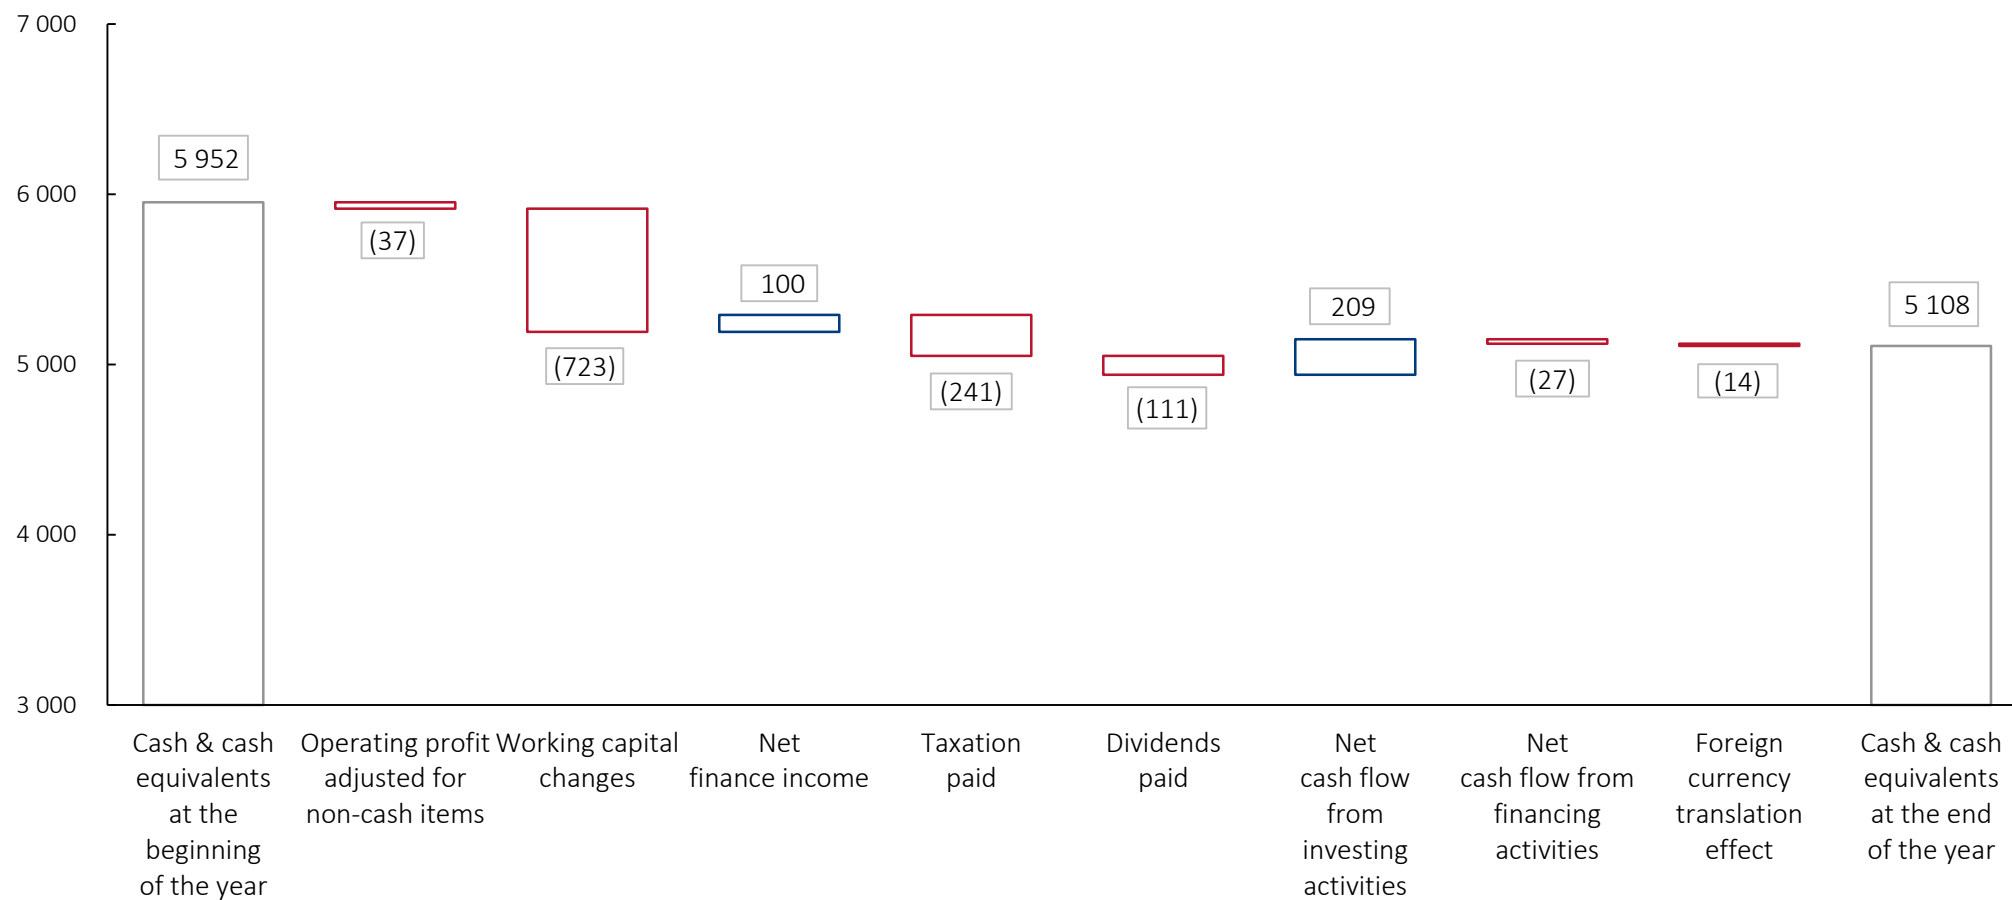 7 000
6 000
5 000
4 000
3 000
5 952
(37)
(723)
100
(241)
(111)
209
(27)
(14)
5 108
Cash & cash
equivalents
at the
beginning
of the year
Operating profit
adjusted for
non-cash items
Working capital
changes
Net
finance income
Taxation
paid
Dividends
paid
Net
cash flow
from
investing
activities
Net
cash flow from
financing
activities
Foreign
currency
translation
effect
Cash & cash
equivalents
at the end
of the year